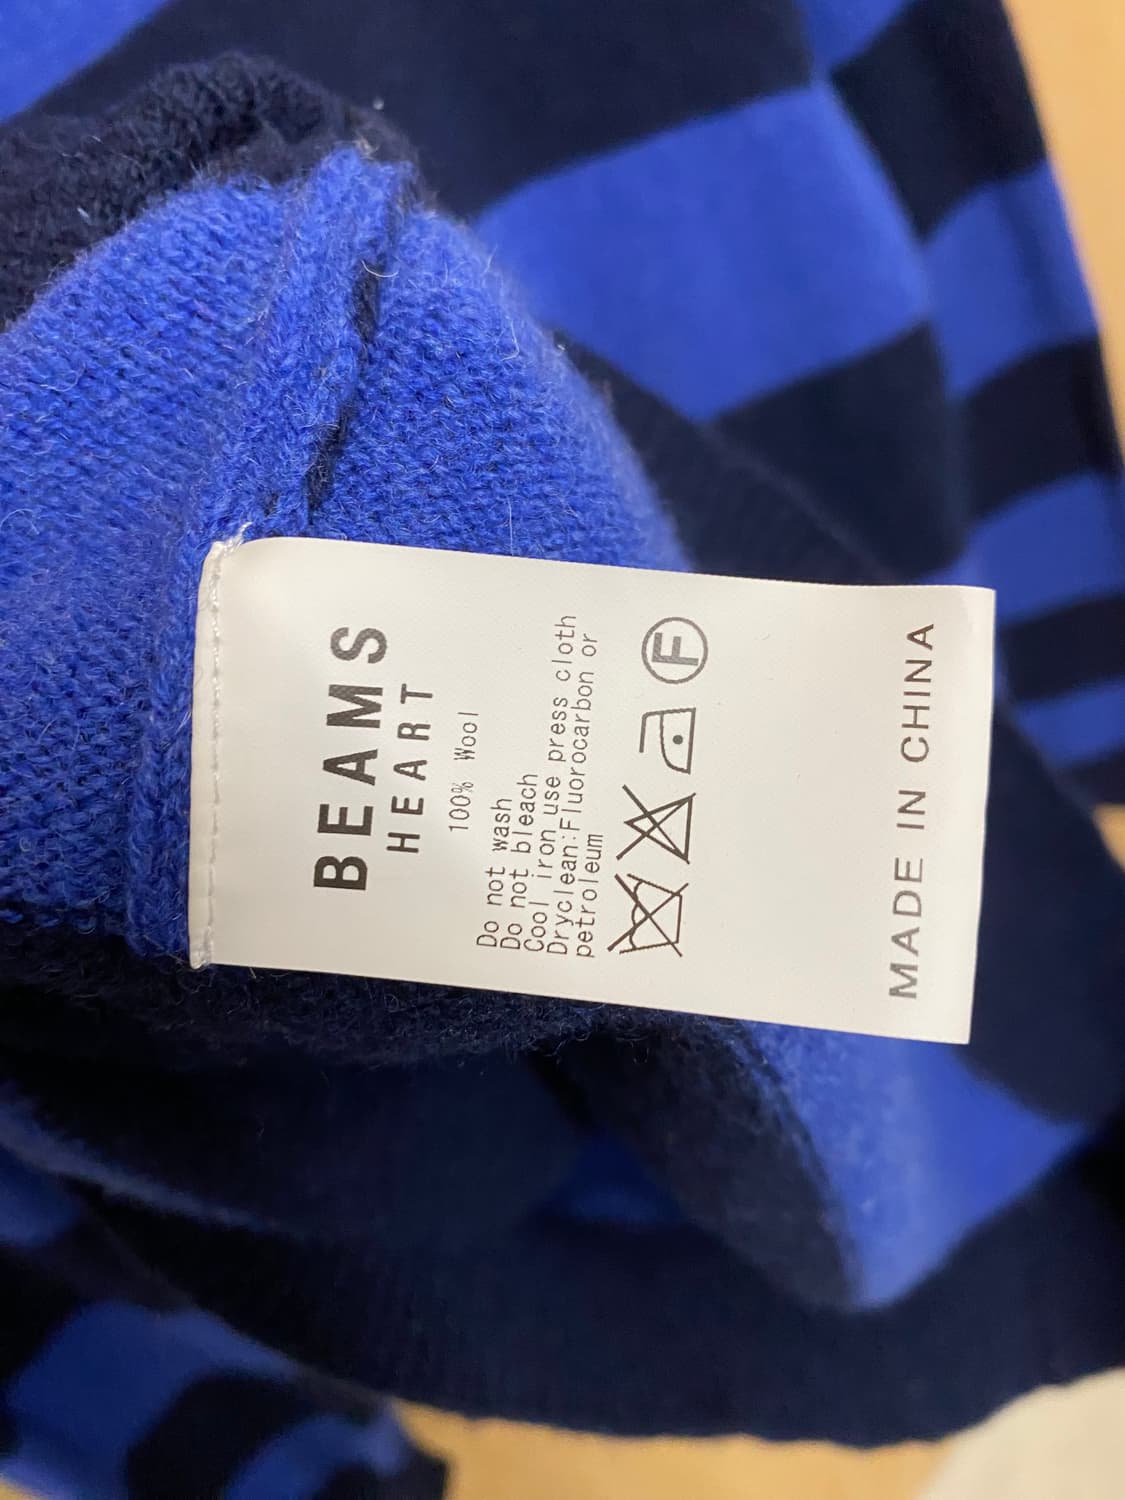 BEAMS
HEART
100% Wool
Do not wash
Do not bleach
Cool iron use press cloth
Dryclean:Fluorocarbon or
petroleum
F
MADE IN CHINA